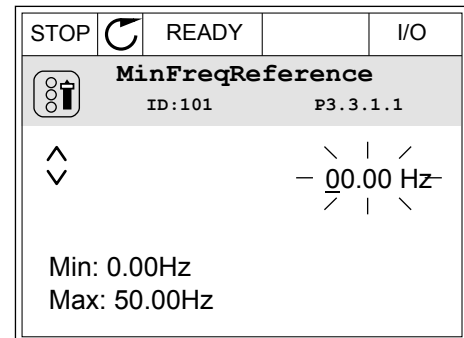 STOP READY I/O
MinFreqReference
ID:101 P3.3.1.1
00.00 Hz
Min: 0.00Hz
Max: 50.00Hz